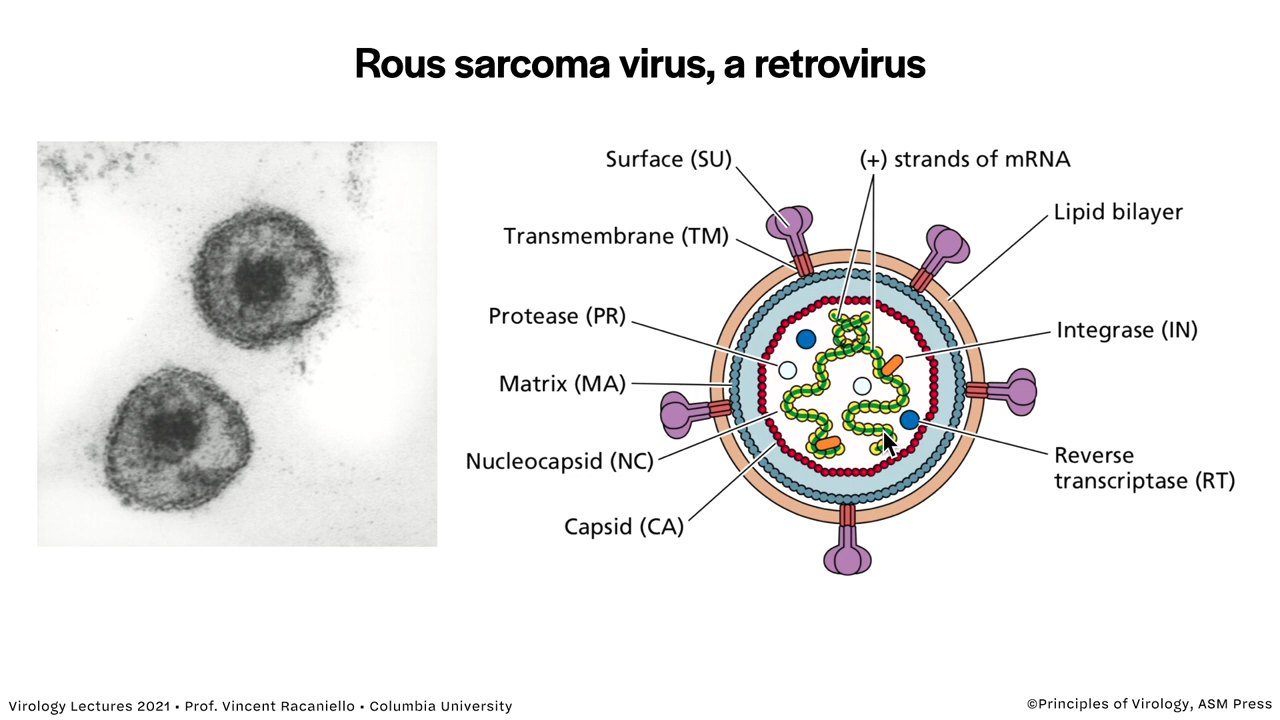 Rous sarcoma virus, a retrovirus
Surface (SU)
(+) strands of mRNA
Lipid bilayer
Transmembrane (TM)
Protease (PR)
Integrase (IN)
Matrix (MA)
Nucleocapsid (NC)
Reverse
transcriptase (RT)
Capsid (CA)
Virology Lectures 2021 • Prof. Vincent Racaniello • Columbia University
©Principles of Virology, ASM Press